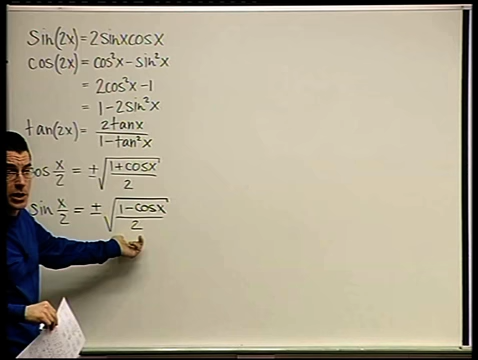 Sin(2x) = 2sinxcosx
cos(2x) = cos²x - sin²x
= 2cos²x - 1
= 1 - 2sin²x
tan(2x) = 2tanx / 1 - tan²x
cos x/2 = ± √(1 + cosx / 2)
sin x/2 = ± √(1 - cosx / 2)